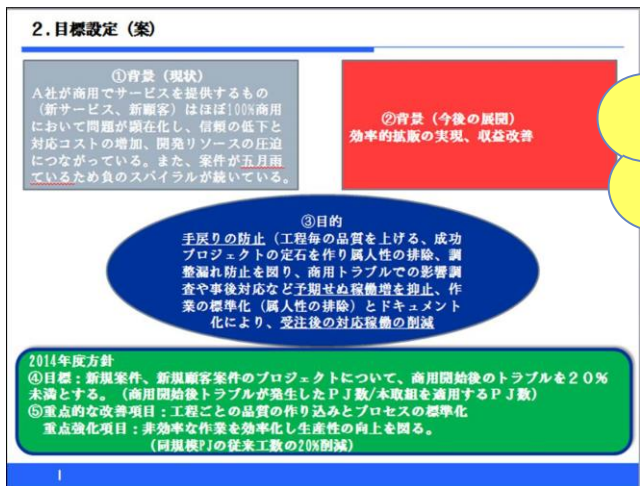 2.目標設定（案）
①背景（現状）
A社が商用でサービスを提供するもの
（新サービス、新顧客）はほぼ100%商用
において問題が顕在化し、信頼の低下と
対応コストの増加、開発リソースの圧迫
につながっている。また、案件が五月雨
ているため負のスパイラルが続いている。
②背景（今後の展開）
効率的拡販の実現、収益改善
③目的
手戻りの防止（工程毎の品質を上げる、成功
プロジェクトの定石を作り属人性の排除、調
整漏れ防止を図り、商用トラブルでの影響調
査や事後対応など予期せぬ稼働増を抑止、作
業の標準化（属人性の排除）とドキュメント
化により、受注後の対応稼働の削減
2014年度方針
④目標：新規案件、新規顧客案件のプロジェクトについて、商用開始後のトラブルを２０％
未満とする。（商用開始後トラブルが発生したＰＪ数/本取組を適用するＰＪ数）
⑤重点的な改善項目：工程ごとの品質の作り込みとプロセスの標準化
重点強化項目：非効率な作業を効率化し生産性の向上を図る。
（同規模PJの従来工数の20%削減）
1